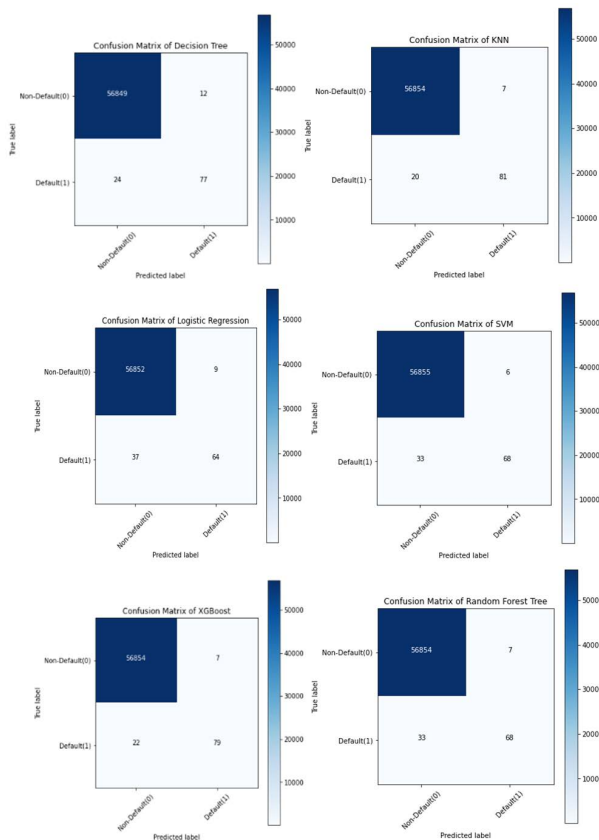 Confusion Matrix of Decision Tree
Non-Default(0)
Default(1)
True label
56849
12
24
77
Non-Default(0)
Default(1)
Predicted label
50000
40000
30000
20000
10000
Confusion Matrix of KNN
Non-Default(0)
Default(1)
True label
56854
7
20
81
Non-Default(0)
Default(1)
Predicted label
50000
40000
30000
20000
10000
Confusion Matrix of Logistic Regression
Non-Default(0)
Default(1)
True label
56852
9
37
64
Non-Default(0)
Default(1)
Predicted label
50000
40000
30000
20000
10000
Confusion Matrix of SVM
Non-Default(0)
Default(1)
True label
56855
6
33
68
Non-Default(0)
Default(1)
Predicted label
50000
40000
30000
20000
10000
Confusion Matrix of XGBoost
Non-Default(0)
Default(1)
True label
56854
7
22
79
Non-Default(0)
Default(1)
Predicted label
50000
40000
30000
20000
10000
Confusion Matrix of Random Forest Tree
Non-Default(0)
Default(1)
True label
56854
7
33
68
Non-Default(0)
Default(1)
Predicted label
50000
40000
30000
20000
10000